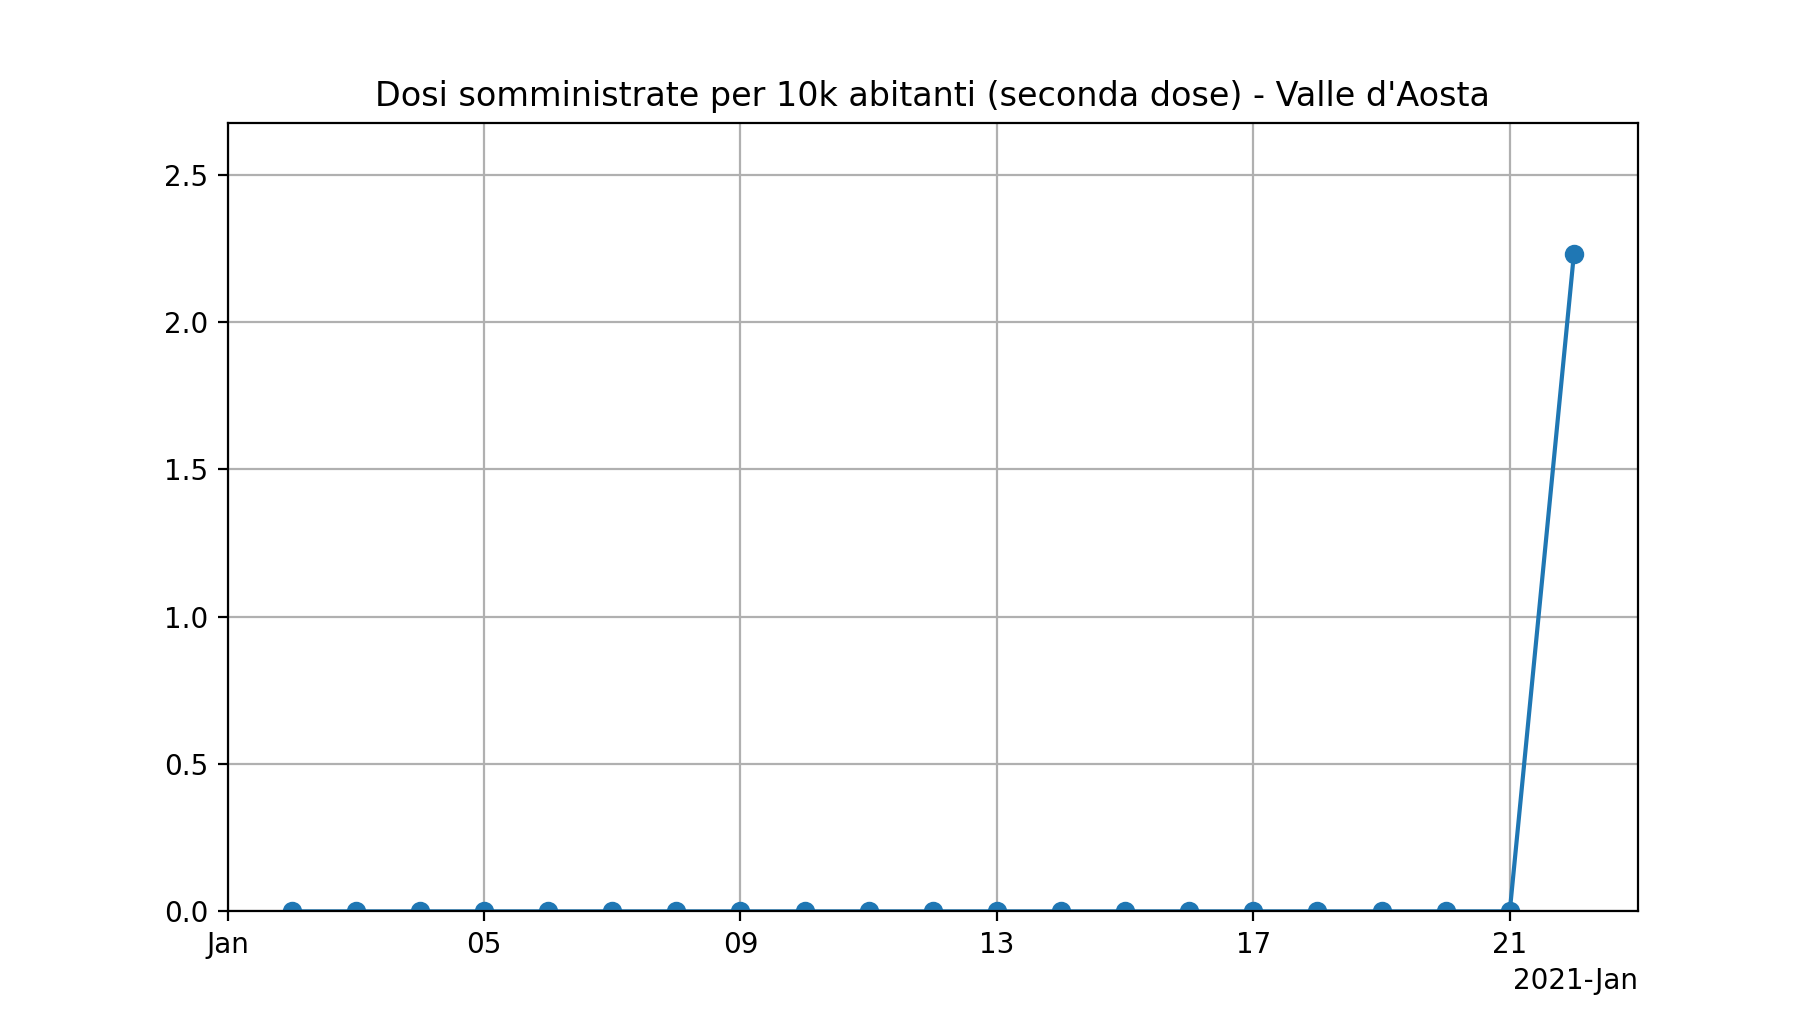 Dosi somministrate per 10k abitanti (seconda dose) - Valle d'Aosta
2.5
2.0
1.5
1.0
0.5
0.0
Jan 05 09 13 17 21
2021-Jan